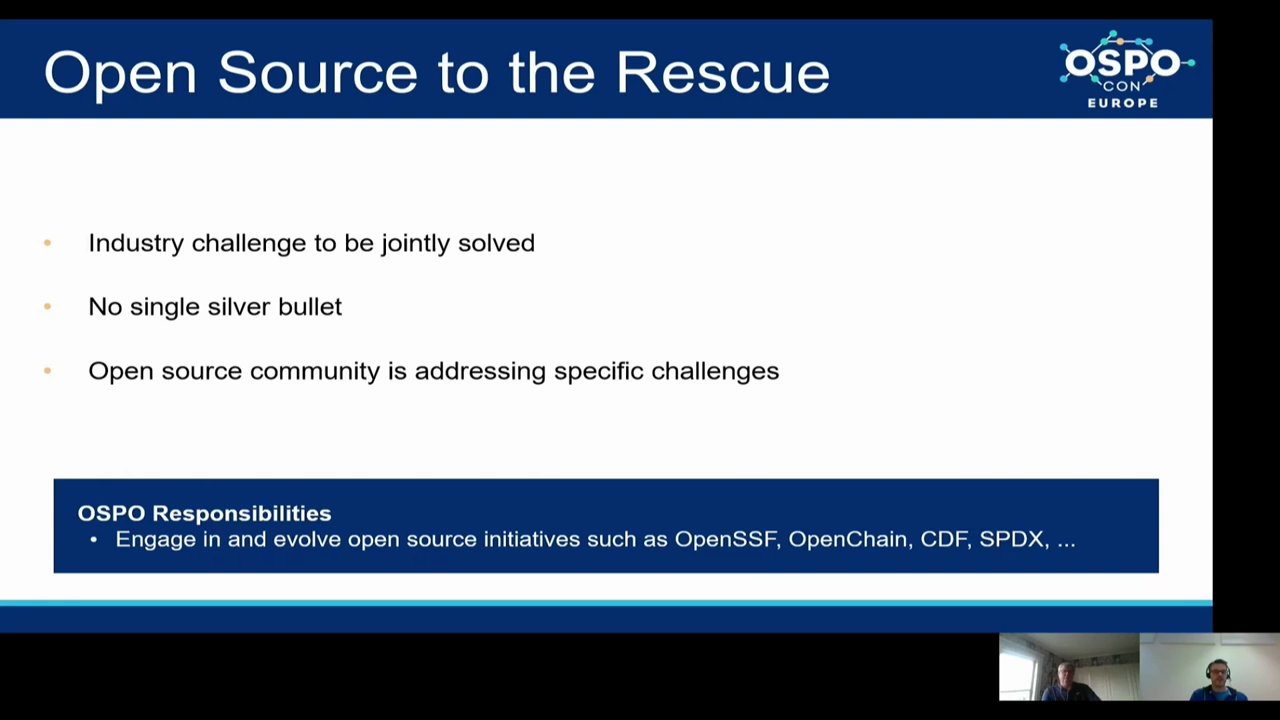 Open Source to the Rescue
OSPO
CON
EUROPE
• Industry challenge to be jointly solved
• No single silver bullet
• Open source community is addressing specific challenges
OSPO Responsibilities
• Engage in and evolve open source initiatives such as OpenSSF, OpenChain, CDF, SPDX, ...